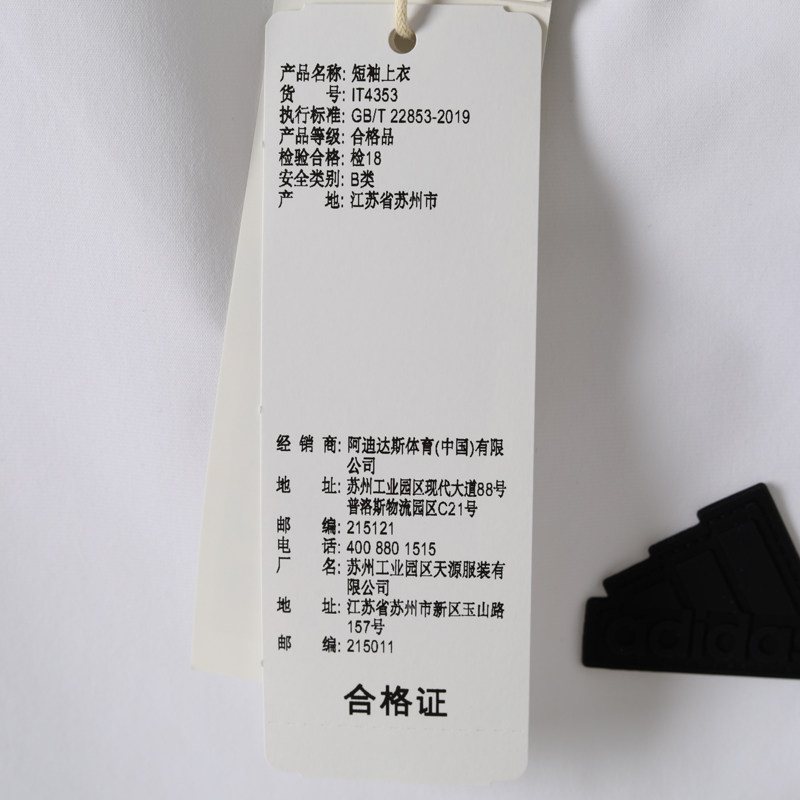 产品名称: 短袖上衣
货 号: IT4353
执行标准: GB/T 22853-2019
产品等级: 合格品
检验合格: 检18
安全类别: B类
产 地: 江苏省苏州市
经 销 商: 阿迪达斯体育(中国)有限
公司
地 址: 苏州工业园区现代大道88号
普洛斯物流园区C21号
邮 编: 215121
电 话: 400 880 1515
厂 名: 苏州工业园区天源服装有
限公司
地 址: 江苏省苏州市新区玉山路
157号
邮 编: 215011
合格证
adidas